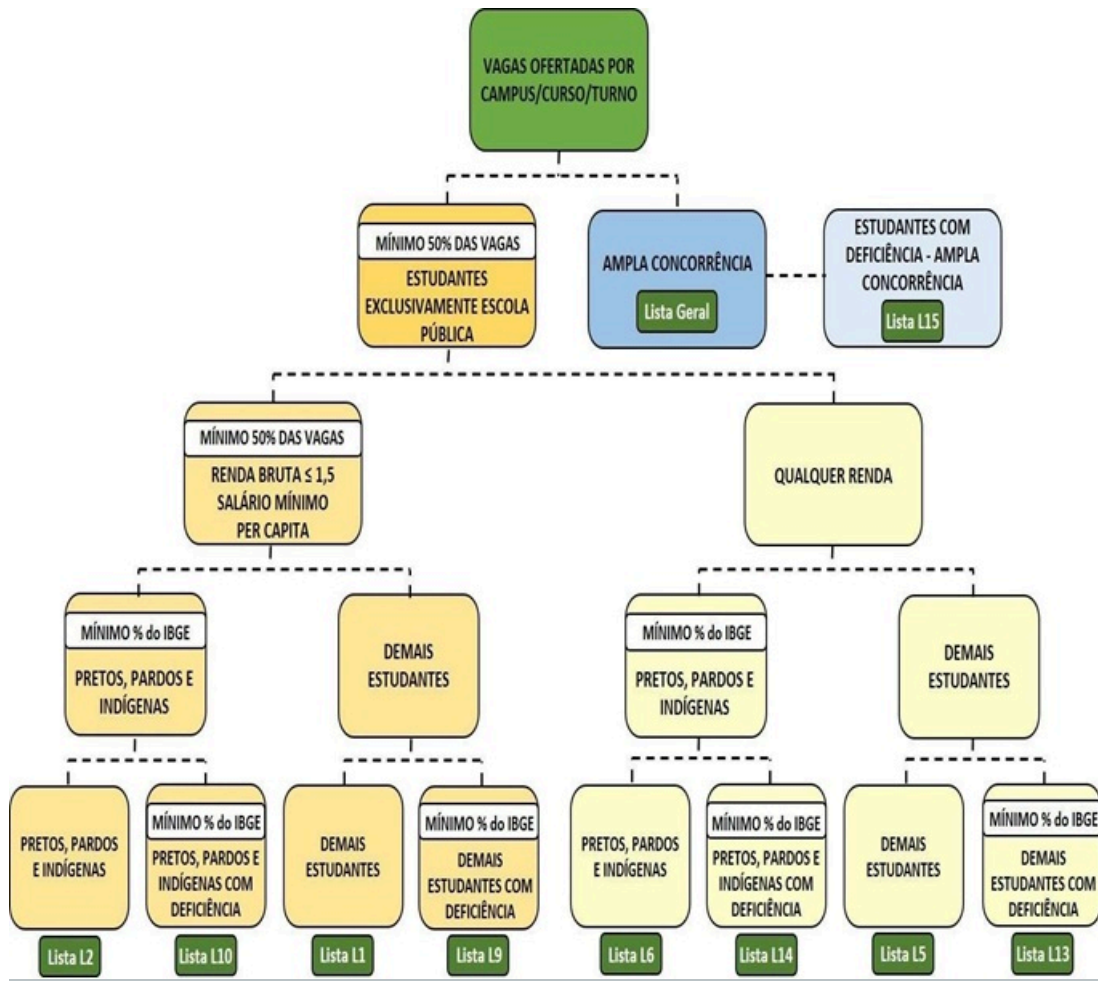 VAGAS OFERTADAS POR
CAMPUS/CURSO/TURNO
MÍNIMO 50% DAS VAGAS
ESTUDANTES
EXCLUSIVAMENTE ESCOLA
PÚBLICA
AMPLA CONCORRÊNCIA
Lista Geral
ESTUDANTES COM
DEFICIÊNCIA - AMPLA
CONCORRÊNCIA
Lista L15
MÍNIMO 50% DAS VAGAS
RENDA BRUTA ≤ 1,5
SALÁRIO MÍNIMO
PER CAPITA
QUALQUER RENDA
MÍNIMO % do IBGE
PRETOS, PARDOS E
INDÍGENAS
DEMAIS
ESTUDANTES
MÍNIMO % do IBGE
PRETOS, PARDOS E
INDÍGENAS
DEMAIS
ESTUDANTES
PRETOS, PARDOS
E INDÍGENAS
Lista L2
MÍNIMO % do IBGE
PRETOS, PARDOS E
INDÍGENAS COM
DEFICIÊNCIA
Lista L10
DEMAIS
ESTUDANTES
Lista L1
MÍNIMO % do IBGE
DEMAIS
ESTUDANTES COM
DEFICIÊNCIA
Lista L9
PRETOS, PARDOS
E INDÍGENAS
Lista L6
MÍNIMO % do IBGE
PRETOS, PARDOS E
INDÍGENAS COM
DEFICIÊNCIA
Lista L14
DEMAIS
ESTUDANTES
Lista L5
MÍNIMO % do IBGE
DEMAIS
ESTUDANTES COM
DEFICIÊNCIA
Lista L13